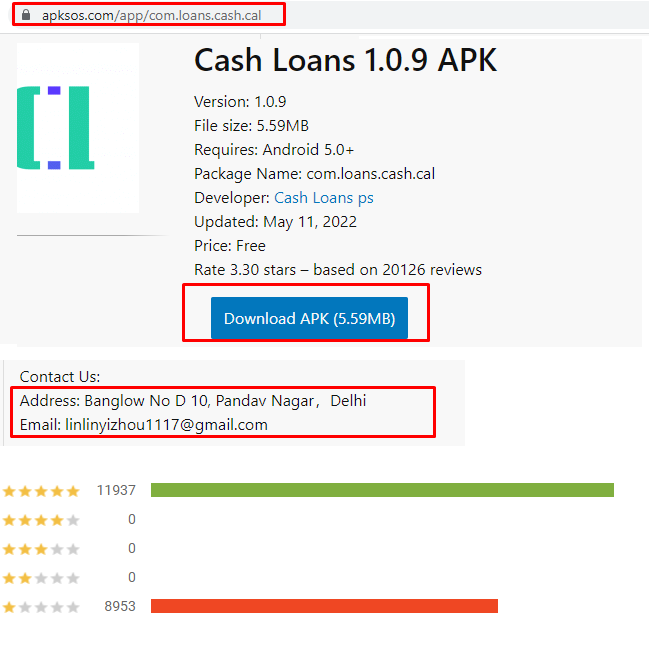 apksos.com/app/com.loans.cash.cal
Cash Loans 1.0.9 APK
Version: 1.0.9
File size: 5.59MB
Requires: Android 5.0+
Package Name: com.loans.cash.cal
Developer: Cash Loans ps
Updated: May 11, 2022
Price: Free
Rate 3.30 stars – based on 20126 reviews
Download APK (5.59MB)
Contact Us:
Address: Banglow No D 10, Pandav Nagar，Delhi
Email: linlinyizhou1117@gmail.com
11937
0
0
0
8953